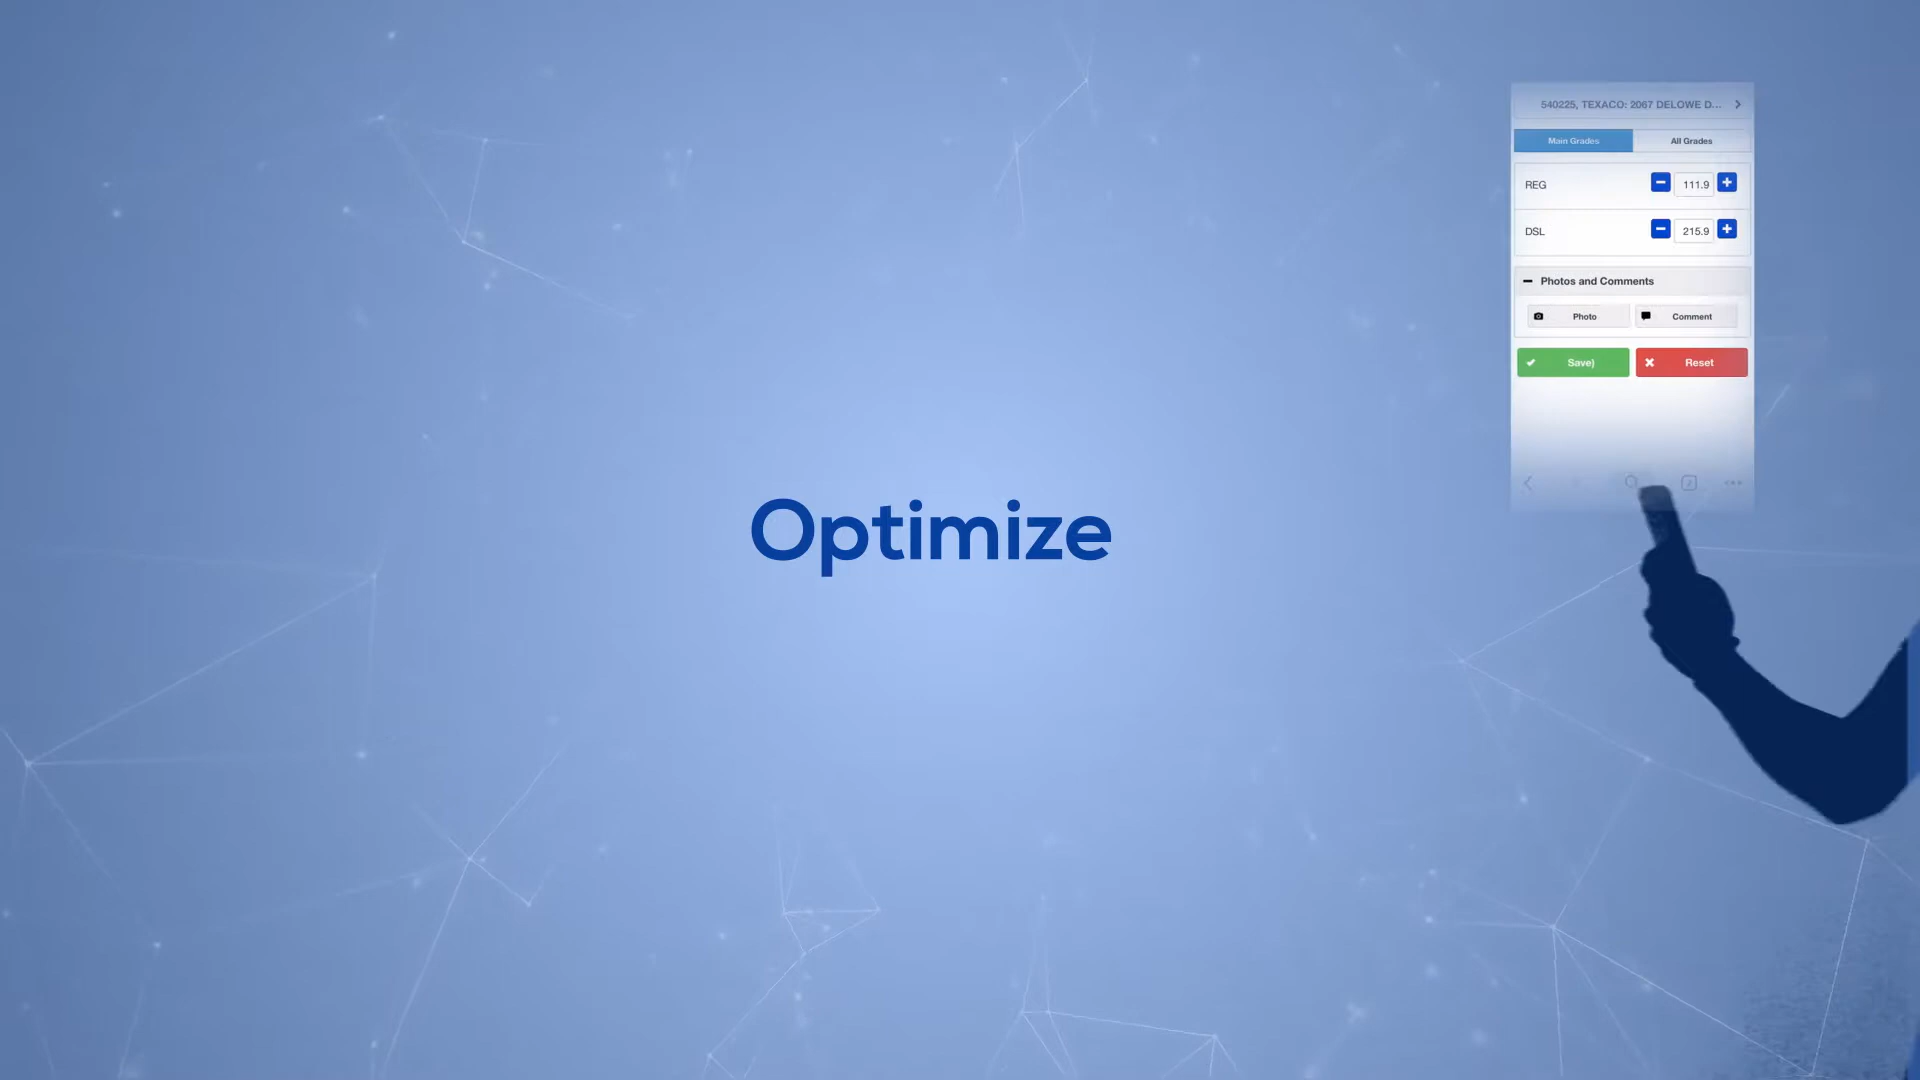 540225, TEXACO: 2067 DELOWE D...
Main Grades
All Grades
REG
111.9
DSL
215.9
Photos and Comments
Photo
Comment
Save)
Reset
Optimize